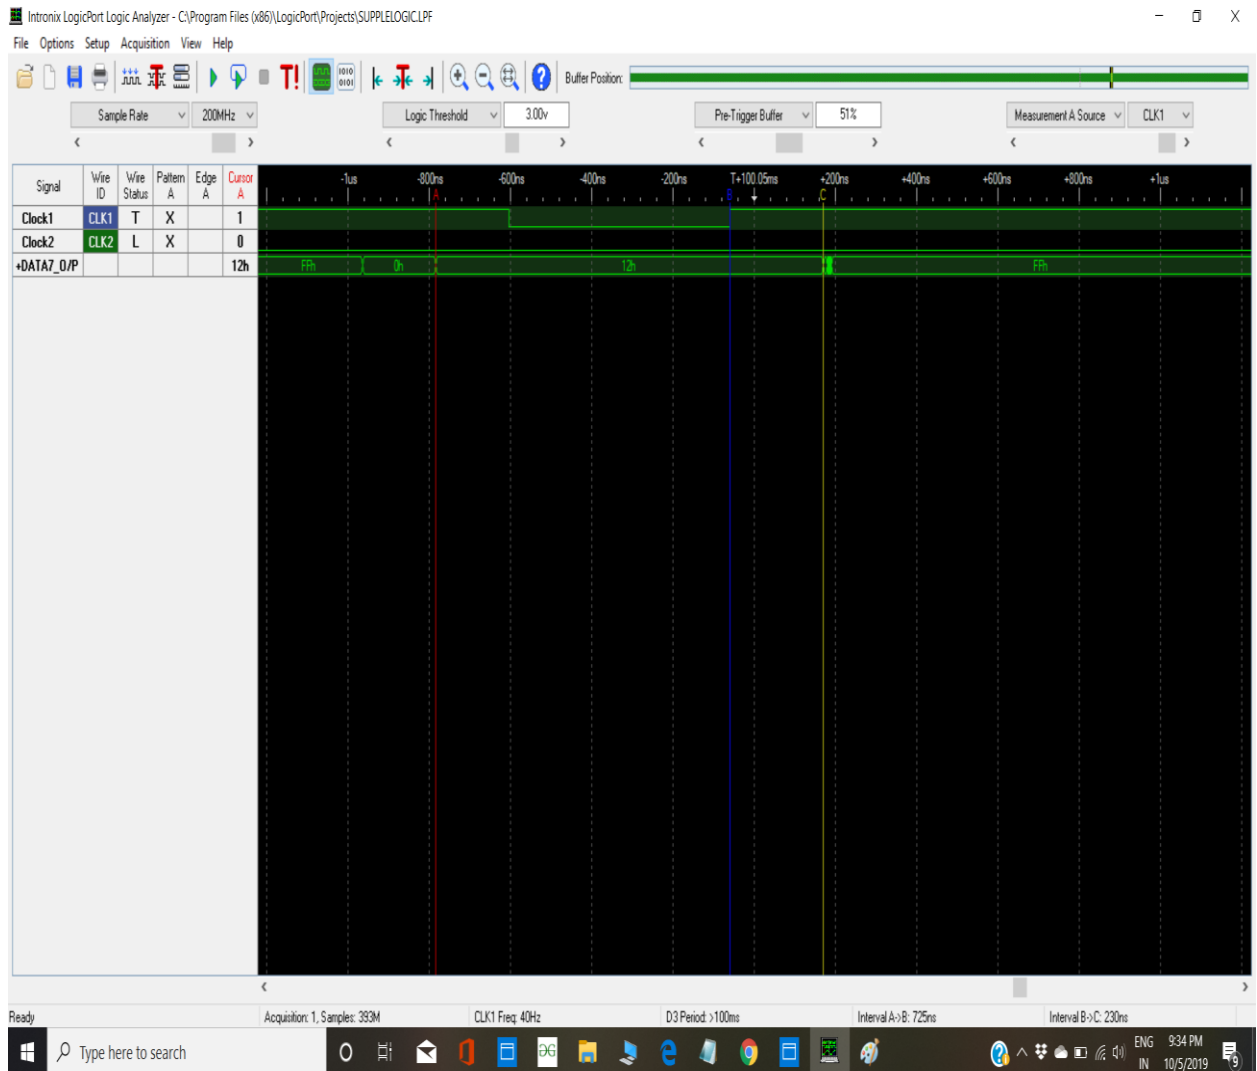 Intronix LogicPort Logic Analyzer - C:\Program Files (x86)\LogicPort\Projects\SUPPLELOGIC.LPF
File Options Setup Acquisition View Help
Buffer Position:
Sample Rate 200MHz Logic Threshold 3.00v Pre-Trigger Buffer 51% Measurement A Source CLK1
Signal Wire ID Wire Status Pattern A Edge A Cursor A
-1us -800ns -600ns -400ns -200ns T+100.05ms +200ns +400ns +600ns +800ns +1us
A B C
Clock1 CLK1 T X 1
Clock2 CLK2 L X 0
+DATA7_O/P 12h FFh 0h 12h FFh
Ready Acquisition: 1, Samples: 393M CLK1 Freq: 40Hz D3 Period: >100ms Interval A->B: 725ns Interval B->C: 230ns
Type here to search
ENG 9:34 PM
IN 10/5/2019
9